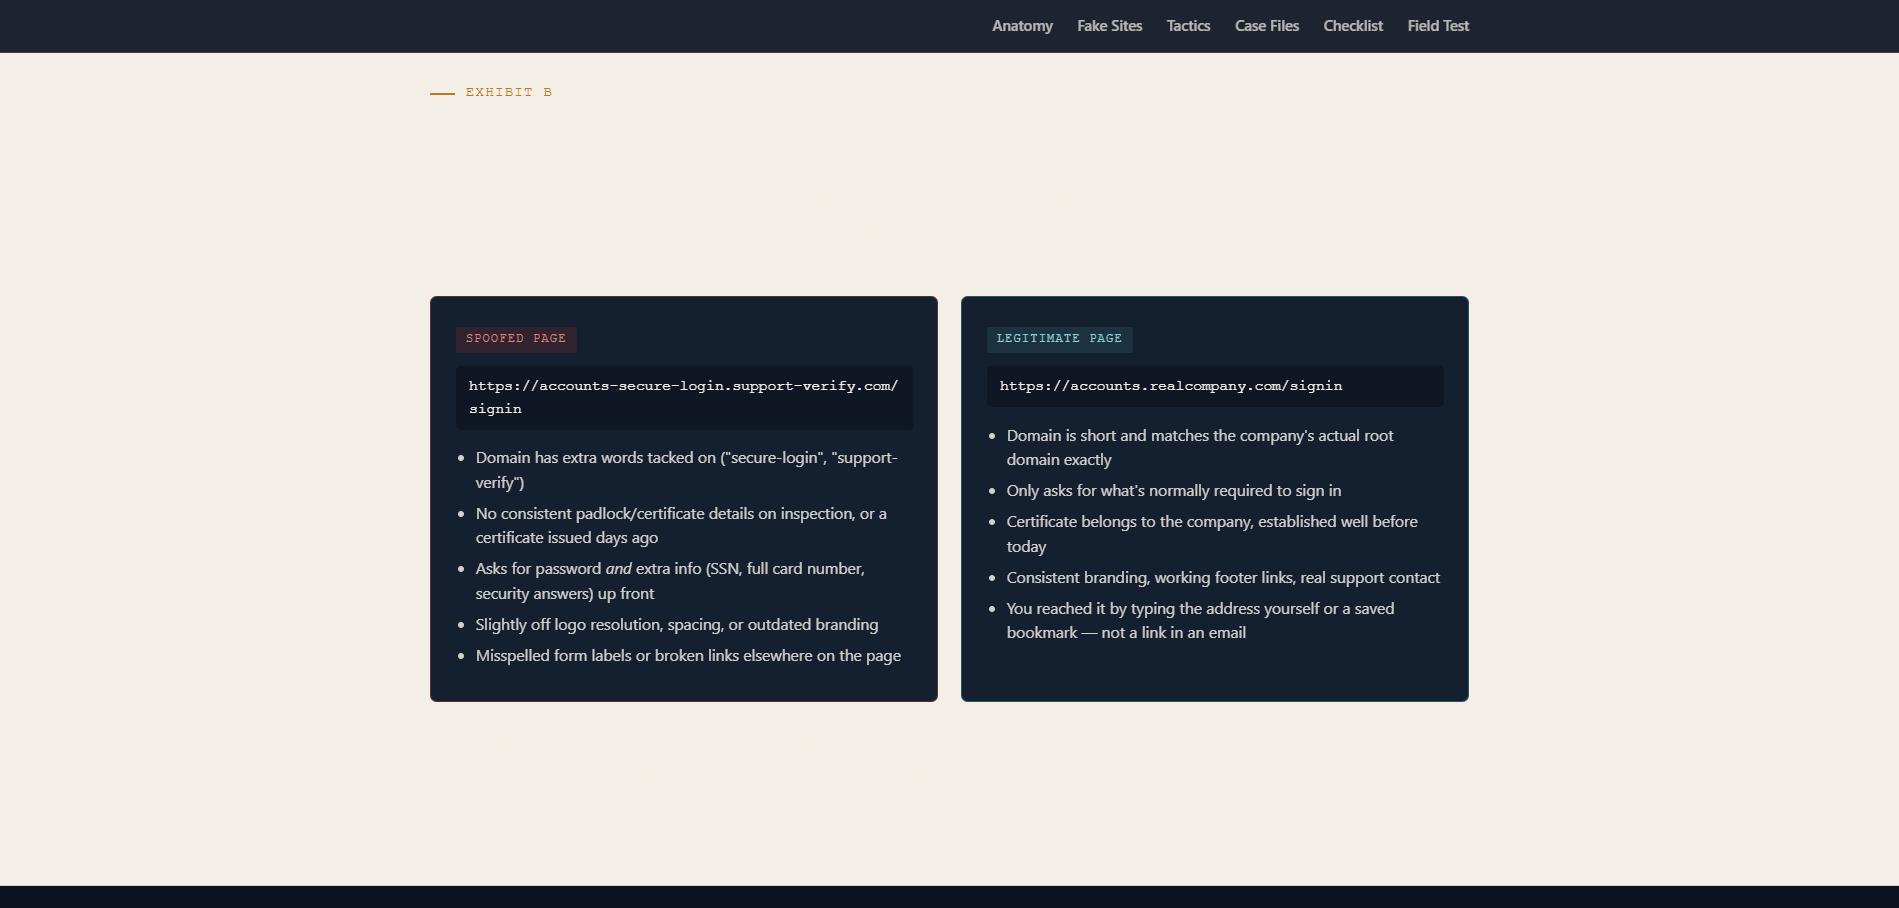 Anatomy Fake Sites Tactics Case Files Checklist Field Test
EXHIBIT B
SPOOFED PAGE
https://accounts-secure-login.support-verify.com/
signin
Domain has extra words tacked on ("secure-login", "support-
verify")
No consistent padlock/certificate details on inspection, or a
certificate issued days ago
Asks for password and extra info (SSN, full card number,
security answers) up front
Slightly off logo resolution, spacing, or outdated branding
Misspelled form labels or broken links elsewhere on the page
LEGITIMATE PAGE
https://accounts.realcompany.com/signin
Domain is short and matches the company's actual root
domain exactly
Only asks for what's normally required to sign in
Certificate belongs to the company, established well before
today
Consistent branding, working footer links, real support contact
You reached it by typing the address yourself or a saved
bookmark — not a link in an email